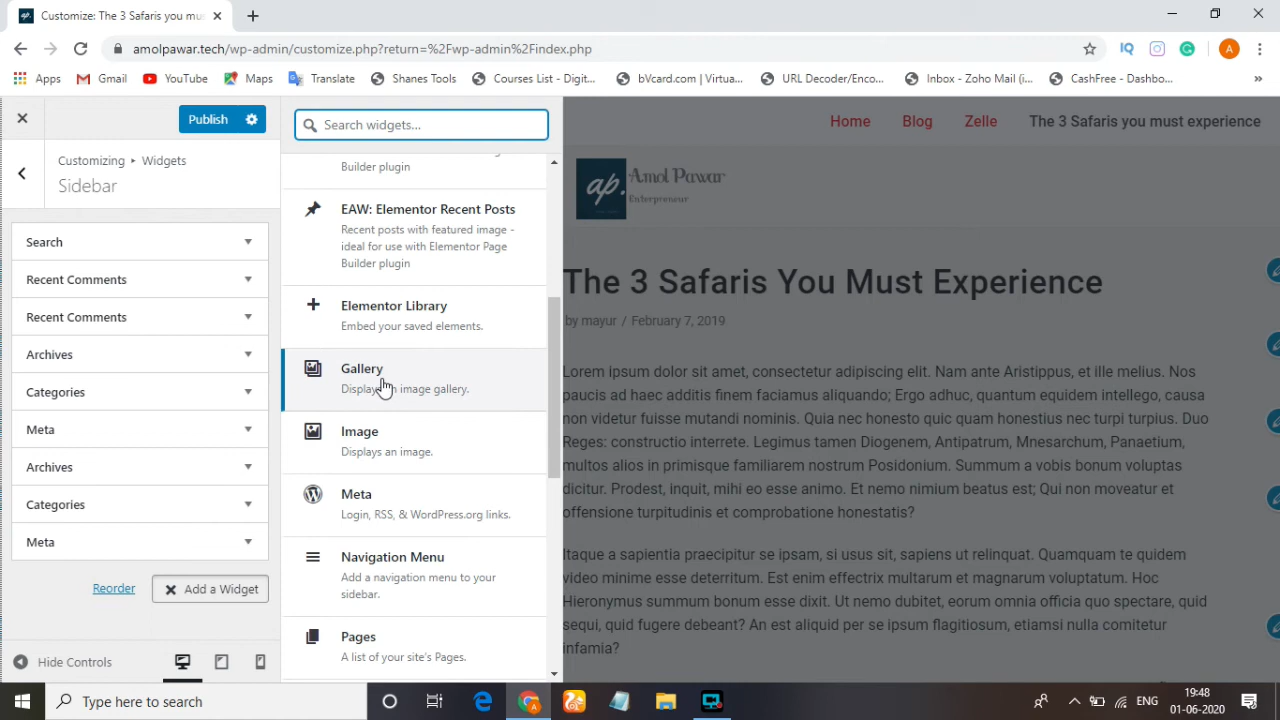 Customize: The 3 Safaris you mus
amolpawar.tech/wp-admin/customize.php?return=%2Fwp-admin%2Findex.php
Apps
Gmail
YouTube
Maps
Translate
Shanes Tools
Courses List - Digit...
bVcard.com | Virtua...
URL Decoder/Enco...
Inbox - Zoho Mail (i...
CashFree - Dashbo...
»
Publish
Customizing ▸ Widgets
Sidebar
Search
Recent Comments
Recent Comments
Archives
Categories
Meta
Archives
Categories
Meta
Reorder
Add a Widget
Hide Controls
Search widgets...
Builder plugin
EAW: Elementor Recent Posts
Recent posts with featured image -
ideal for use with Elementor Page
Builder plugin
Elementor Library
Embed your saved elements.
Gallery
Displays an image gallery.
Image
Displays an image.
Meta
Login, RSS, & WordPress.org links.
Navigation Menu
Add a navigation menu to your
sidebar.
Pages
A list of your site's Pages.
Home
Blog
Zelle
The 3 Safaris you must experience
ap.
Amol Pawar
Enterprenuer
The 3 Safaris You Must Experience
by mayur / February 7, 2019
Lorem ipsum dolor sit amet, consectetur adipiscing elit. Nam ante Aristippus, et ille melius. Nos
paucis ad haec additis finem faciamus aliquando; Ergo adhuc, quantum equidem intellego, causa
non videtur fuisse mutandi nominis. Quia nec honesto quic quam honestius nec turpi turpius. Duo
Reges: constructio interrete. Legimus tamen Diogenem, Antipatrum, Mnesarchum, Panaetium,
multos alios in primisque familiarem nostrum Posidonium. Summum a vobis bonum voluptas
dicitur. Prodest, inquit, mihi eo esse animo. Et nemo nimium beatus est; Qui non moveatur et
offensione turpitudinis et comprobatione honestatis?
Itaque a sapientia praecipitur se ipsam, si usus sit, sapiens ut relinquat. Quamquam te quidem
video minime esse deterritum. Est enim effectrix multarum et magnarum voluptatum. Hoc
Hieronymus summum bonum esse dixit. Ut nemo dubitet, eorum omnia officia quo spectare, quid
sequi, quid fugere debeant? An est aliquid per se ipsum flagitiosum, etiamsi nulla comitetur
infamia?
Type here to search
ENG
19:48
01-06-2020